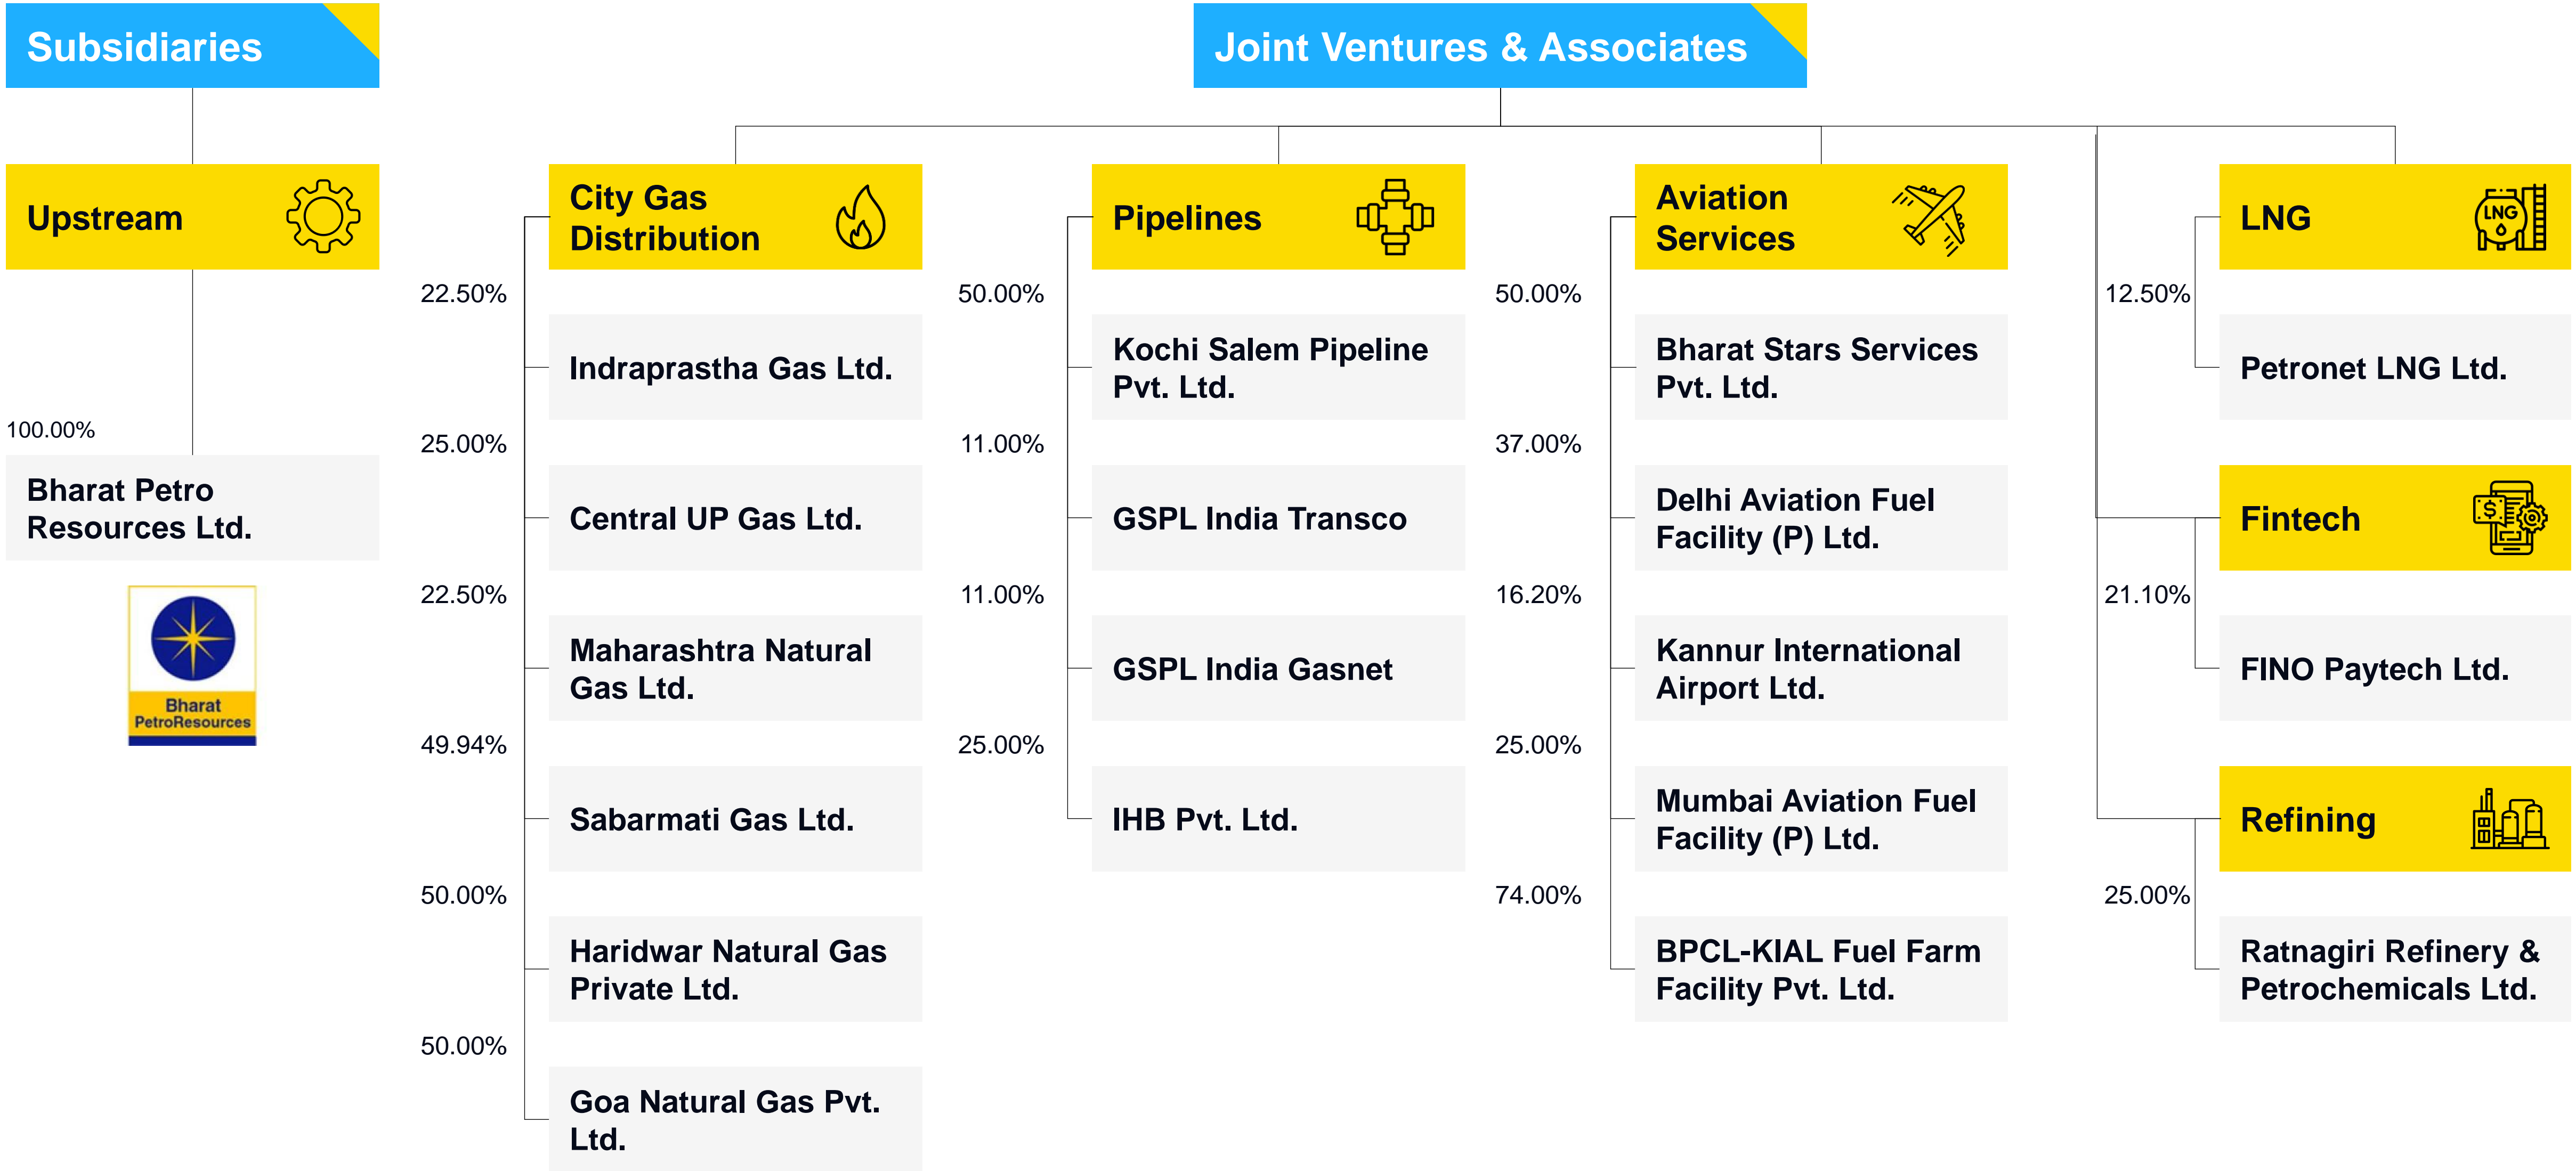 Subsidiaries
Upstream
100.00%
Bharat Petro
Resources Ltd.
Bharat
PetroResources
Joint Ventures & Associates
City Gas
Distribution
22.50%
Indraprastha Gas Ltd.
25.00%
Central UP Gas Ltd.
22.50%
Maharashtra Natural
Gas Ltd.
49.94%
Sabarmati Gas Ltd.
50.00%
Haridwar Natural Gas
Private Ltd.
50.00%
Goa Natural Gas Pvt.
Ltd.
Pipelines
50.00%
Kochi Salem Pipeline
Pvt. Ltd.
11.00%
GSPL India Transco
11.00%
GSPL India Gasnet
25.00%
IHB Pvt. Ltd.
Aviation
Services
50.00%
Bharat Stars Services
Pvt. Ltd.
37.00%
Delhi Aviation Fuel
Facility (P) Ltd.
16.20%
Kannur International
Airport Ltd.
25.00%
Mumbai Aviation Fuel
Facility (P) Ltd.
74.00%
BPCL-KIAL Fuel Farm
Facility Pvt. Ltd.
LNG
LNG
12.50%
Petronet LNG Ltd.
Fintech
$
21.10%
FINO Paytech Ltd.
Refining
25.00%
Ratnagiri Refinery &
Petrochemicals Ltd.